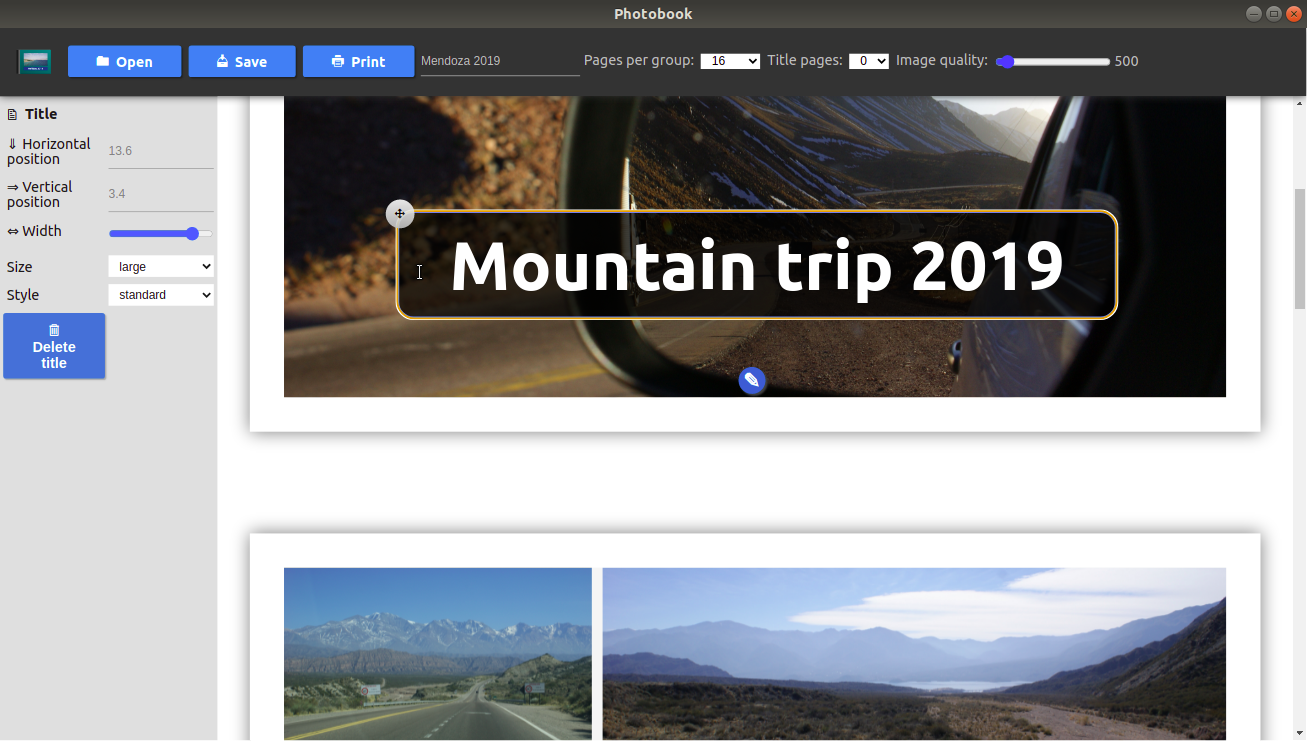 Photobook
Open
Save
Print
Mendoza 2019
Pages per group:
16
Title pages:
0
Image quality:
500
Title
⇓ Horizontal
position
13.6
⇒ Vertical
position
3.4
⇔ Width
Size
large
Style
standard
Delete
title
Mountain trip 2019